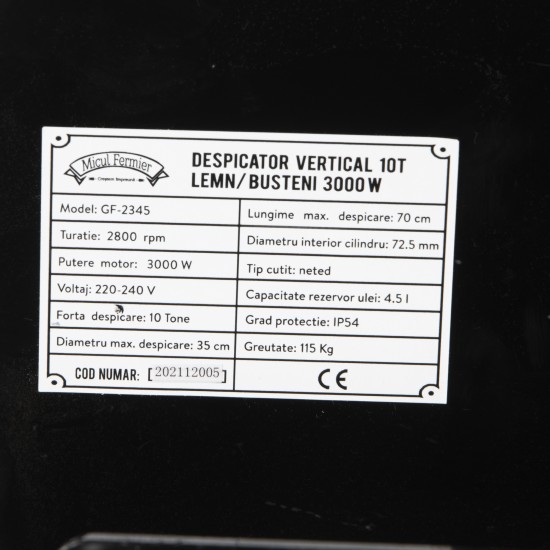 Micul Fermier
DESPICATOR VERTICAL 10T
LEMN/BUSTENI 3000W
Model: GF-2345
Turatie: 2800 rpm
Putere motor: 3000 W
Voltaj: 220-240 V
Forta despicare: 10 Tone
Diametru max. despicare: 35 cm
COD NUMAR: [202112005]
Lungime max. despicare: 70 cm
Diametru interior cilindru: 72.5 mm
Tip cutit: neted
Capacitate rezervor ulei: 4.5 l
Grad protectie: IP54
Greutate: 115 Kg
CE